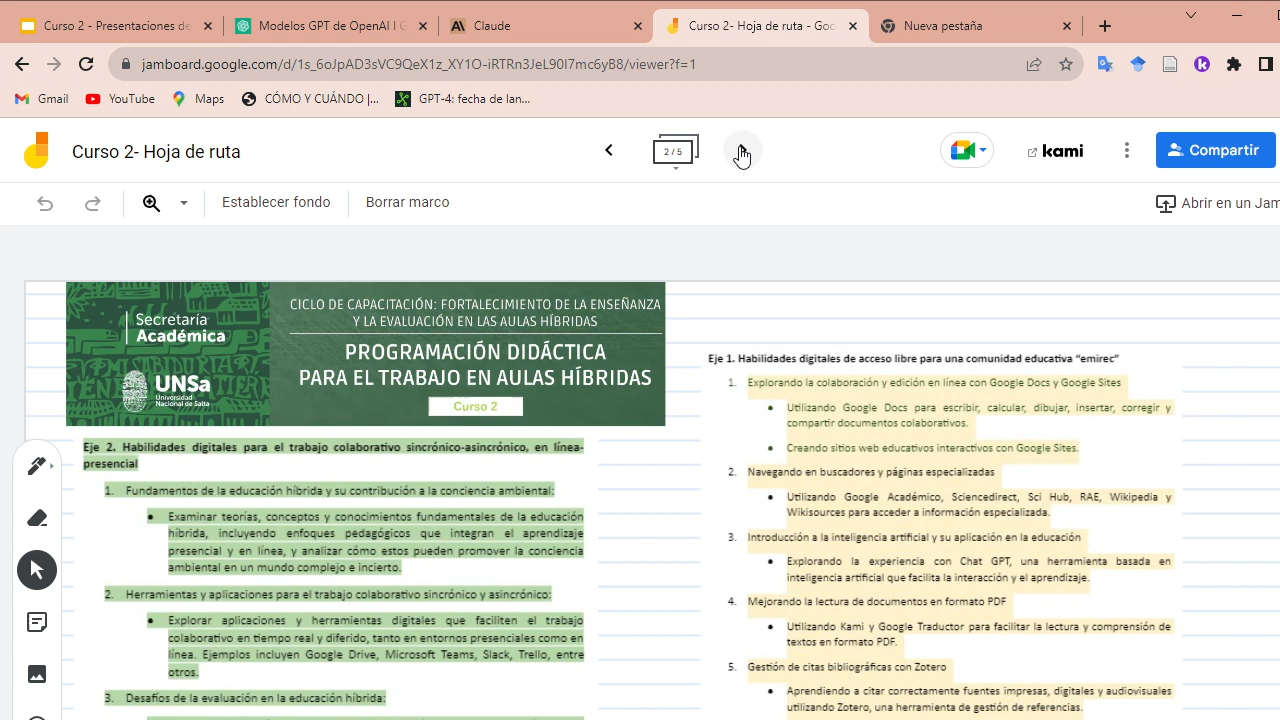 Curso 2 - Presentaciones de
Modelos GPT de OpenAI I G
Claude
Curso 2- Hoja de ruta - Goo
Nueva pestaña
jamboard.google.com/d/1s_6oJpAD3sVC9QeX1z_XY1O-iRTRn3JeL90I7mc6yB8/viewer?f=1
Gmail
YouTube
Maps
CÓMO Y CUÁNDO |...
GPT-4: fecha de lan...
Curso 2- Hoja de ruta
2 / 5
kami
Compartir
Establecer fondo
Borrar marco
Abrir en un Jam
Secretaría
Académica
UNSa
Universidad
Nacional de Salta
CICLO DE CAPACITACIÓN: FORTALECIMIENTO DE LA ENSEÑANZA
Y LA EVALUACIÓN EN LAS AULAS HÍBRIDAS
PROGRAMACIÓN DIDÁCTICA
PARA EL TRABAJO EN AULAS HÍBRIDAS
Curso 2
Eje 2. Habilidades digitales para el trabajo colaborativo sincrónico-asincrónico, en línea-
presencial
1. Fundamentos de la educación híbrida y su contribución a la conciencia ambiental:
• Examinar teorías, conceptos y conocimientos fundamentales de la educación
híbrida, incluyendo enfoques pedagógicos que integran el aprendizaje
presencial y en línea, y analizar cómo estos pueden promover la conciencia
ambiental en un mundo complejo e incierto.
2. Herramientas y aplicaciones para el trabajo colaborativo sincrónico y asincrónico:
• Explorar aplicaciones y herramientas digitales que faciliten el trabajo
colaborativo en tiempo real y diferido, tanto en entornos presenciales como en
línea. Ejemplos incluyen Google Drive, Microsoft Teams, Slack, Trello, entre
otros.
3. Desafíos de la evaluación en la educación híbrida:
Eje 1. Habilidades digitales de acceso libre para una comunidad educativa “emirec”
1. Explorando la colaboración y edición en línea con Google Docs y Google Sites
• Utilizando Google Docs para escribir, calcular, dibujar, insertar, corregir y
compartir documentos colaborativos.
• Creando sitios web educativos interactivos con Google Sites.
2. Navegando en buscadores y páginas especializadas
• Utilizando Google Académico, Sciencedirect, Sci Hub, RAE, Wikipedia y
Wikisources para acceder a información especializada.
3. Introducción a la inteligencia artificial y su aplicación en la educación
• Explorando la experiencia con Chat GPT, una herramienta basada en
inteligencia artificial que facilita la interacción y el aprendizaje.
4. Mejorando la lectura de documentos en formato PDF
• Utilizando Kami y Google Traductor para facilitar la lectura y comprensión de
textos en formato PDF.
5. Gestión de citas bibliográficas con Zotero
• Aprendiendo a citar correctamente fuentes impresas, digitales y audiovisuales
utilizando Zotero, una herramienta de gestión de referencias.